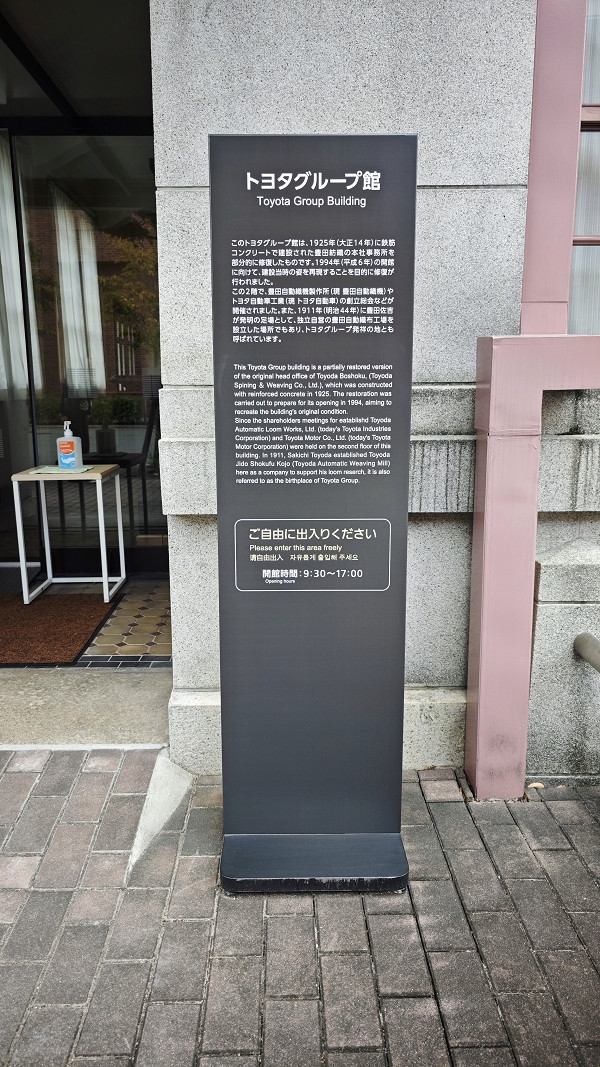 トヨタグループ館
Toyota Group Building
このトヨタグループ館は、1925年(大正14年)に鉄筋
コンクリートで建設された豊田紡織の本社事務所を
部分的に修復したものです。1994年(平成6年)の開館
に向けて、建設当時の姿を再現することを目的に修復が
行われました。
この2階で、豊田自動織機製作所(現 豊田自動織機)や
トヨタ自動車工業(現 トヨタ自動車)の創立総会などが
開催されました。また、1911年(明治44年)に豊田佐吉
が発明の足場として、独立自営の豊田自動織布工場を
設立した場所でもあり、トヨタグループ発祥の地とも
呼ばれています。
This Toyota Group building is a partially restored version
of the original head office of Toyoda Boshoku, (Toyoda
Spining & Weaving Co., Ltd.), which was constructed
with reinforced concrete in 1925. The restoration was
carried out to prepare for its opening in 1994, aiming to
recreate the building's original condition.
Since the shareholders meetings for establishd Toyoda
Automatic Loom Works, Ltd. (today's Toyota Industries
Corporation) and Toyota Motor Co., Ltd. (today's Toyota
Motor Corporation) were held on the second floor of this
building. In 1911, Sakichi Toyoda established Toyoda
Jido Shokufu Kojo (Toyoda Automatic Weaving Mill)
here as a company to support his loom reserch, it is also
referred to as the birthplace of Toyota Group.
ご自由に出入りください
Please enter this area freely
请自由出入 자유롭게 출입해 주세요
開館時間:9:30〜17:00
Opening hours